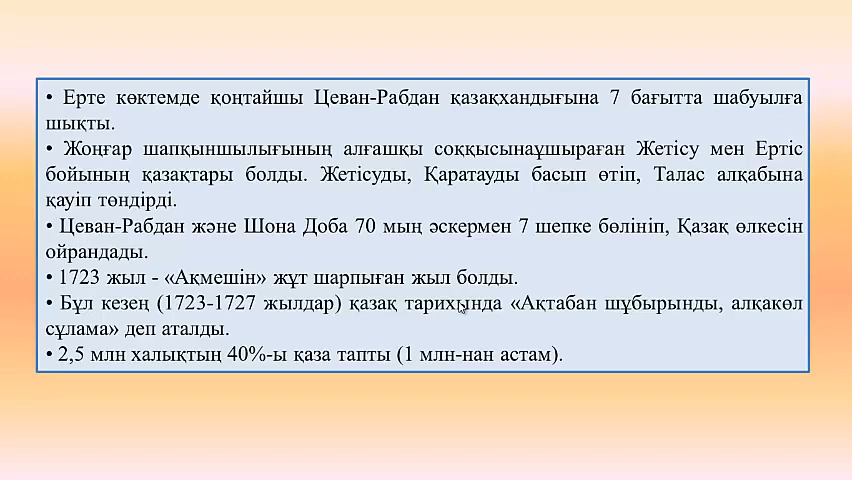 • Ерте көктемде қоңтайшы Цеван-Рабдан қазақхандығына 7 бағытта шабуылға
шықты.
• Жоңғар шапқыншылығының алғашқы соққысынаұшыраған Жетісу мен Ертіс
бойының қазақтары болды. Жетісуды, Қаратауды басып өтіп, Талас алқабына
қауіп төндірді.
• Цеван-Рабдан және Шона Доба 70 мың әскермен 7 шепке бөлініп, Қазақ өлкесін
ойрандады.
• 1723 жыл - «Ақмешін» жұт шарпыған жыл болды.
• Бұл кезең (1723-1727 жылдар) қазақ тарихында «Ақтабан шұбырынды, алқакөл
сұлама» деп аталды.
• 2,5 млн халықтың 40%-ы қаза тапты (1 млн-нан астам).